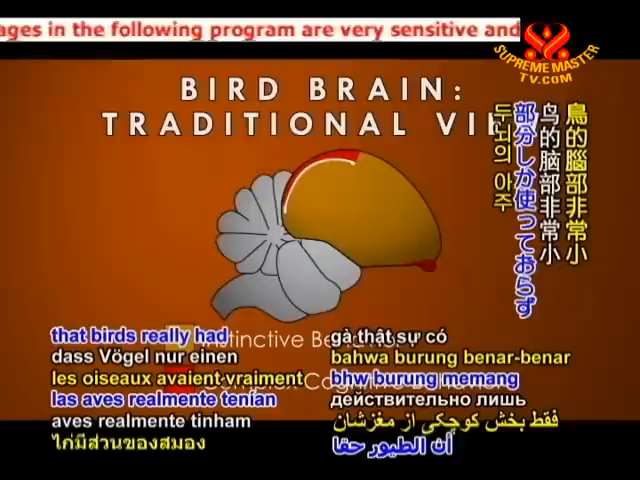 ages in the following program are very sensitive and
SUPREME MASTER
TV.COM
BIRD BRAIN:
TRADITIONAL VI
鳥的腦部非常小
鸟的脑部非常小
部分しか使っておらず
두뇌의 아주
Instinctive Be
that birds really had
dass Vögel nur einen
les oiseaux avaient vraiment
las aves realmente tenían
aves realmente tinham
ไก่มีส่วนของสมอง
gà thật sự có
bahwa burung benar-benar
bhw burung memang
действительно лишь
فقط بخش کوچکی از مغزشان
أن الطيور حقا